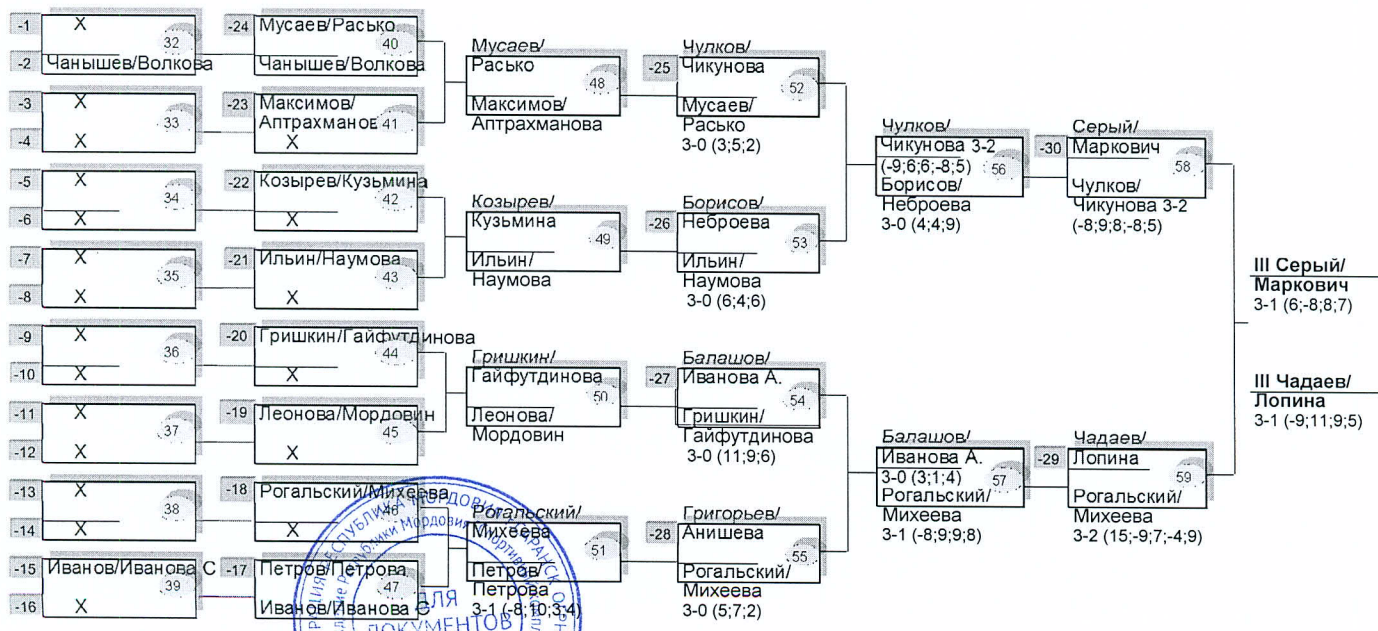 -1 X
32
-2 Чанышев/Волкова
-3 X
33
-4 X
-5 X
34
-6 X
-7 X
35
-8 X
-9 X
36
-10 X
-11 X
37
-12 X
-13 X
38
-14 X
-15 Иванов/Иванова С
39
-16 X
-24 Мусаев/Расько
40
Чанышев/Волкова
-23 Максимов/
Аптрахманов 41
X
-22 Козырев/Кузьмина
42
X
-21 Ильин/Наумова
43
X
-20 Гришкин/Гайфутдинова
44
X
-19 Леонова/Мордовин
45
X
-18 Рогальский/Михеева
46
X
-17 Петров/Петрова
47
Иванов/Иванова С
Мусаев/
Расько
48
Максимов/
Аптрахманова
Козырев/
Кузьмина
49
Ильин/
Наумова
Гришкин/
Гайфутдинова
50
Леонова/
Мордовин
Рогальский/
Михеева
51
Петров/
Петрова
3-1 (-8;10;3;4)
Чулков/
-25 Чикунова
52
Мусаев/
Расько
3-0 (3;5;2)
Борисов/
-26 Неброева
53
Ильин/
Наумова
3-0 (6;4;6)
Балашов/
-27 Иванова А.
54
Гришкин/
Гайфутдинова
3-0 (11;9;6)
Григорьев/
-28 Анишева
55
Рогальский/
Михеева
3-0 (5;7;2)
Чулков/
Чикунова 3-2
(-9;6;6;-8;5) 56
Борисов/
Неброева
3-0 (4;4;9)
Балашов/
Иванова А.
3-0 (3;1;4) 57
Рогальский/
Михеева
3-1 (-8;9;9;8)
Серый/
-30 Маркович
58
Чулков/
Чикунова 3-2
(-8;9;8;-8;5)
Чадаев/
-29 Лопина
59
Рогальский/
Михеева
3-2 (15;-9;7;-4;9)
III Серый/
Маркович
3-1 (6;-8;8;7)
III Чадаев/
Лопина
3-1 (-9;11;9;5)
РЕСПУБЛИКА МОРДОВИЯ
Республики Мордовия
ДЛЯ
ДОКУМЕНТОВ